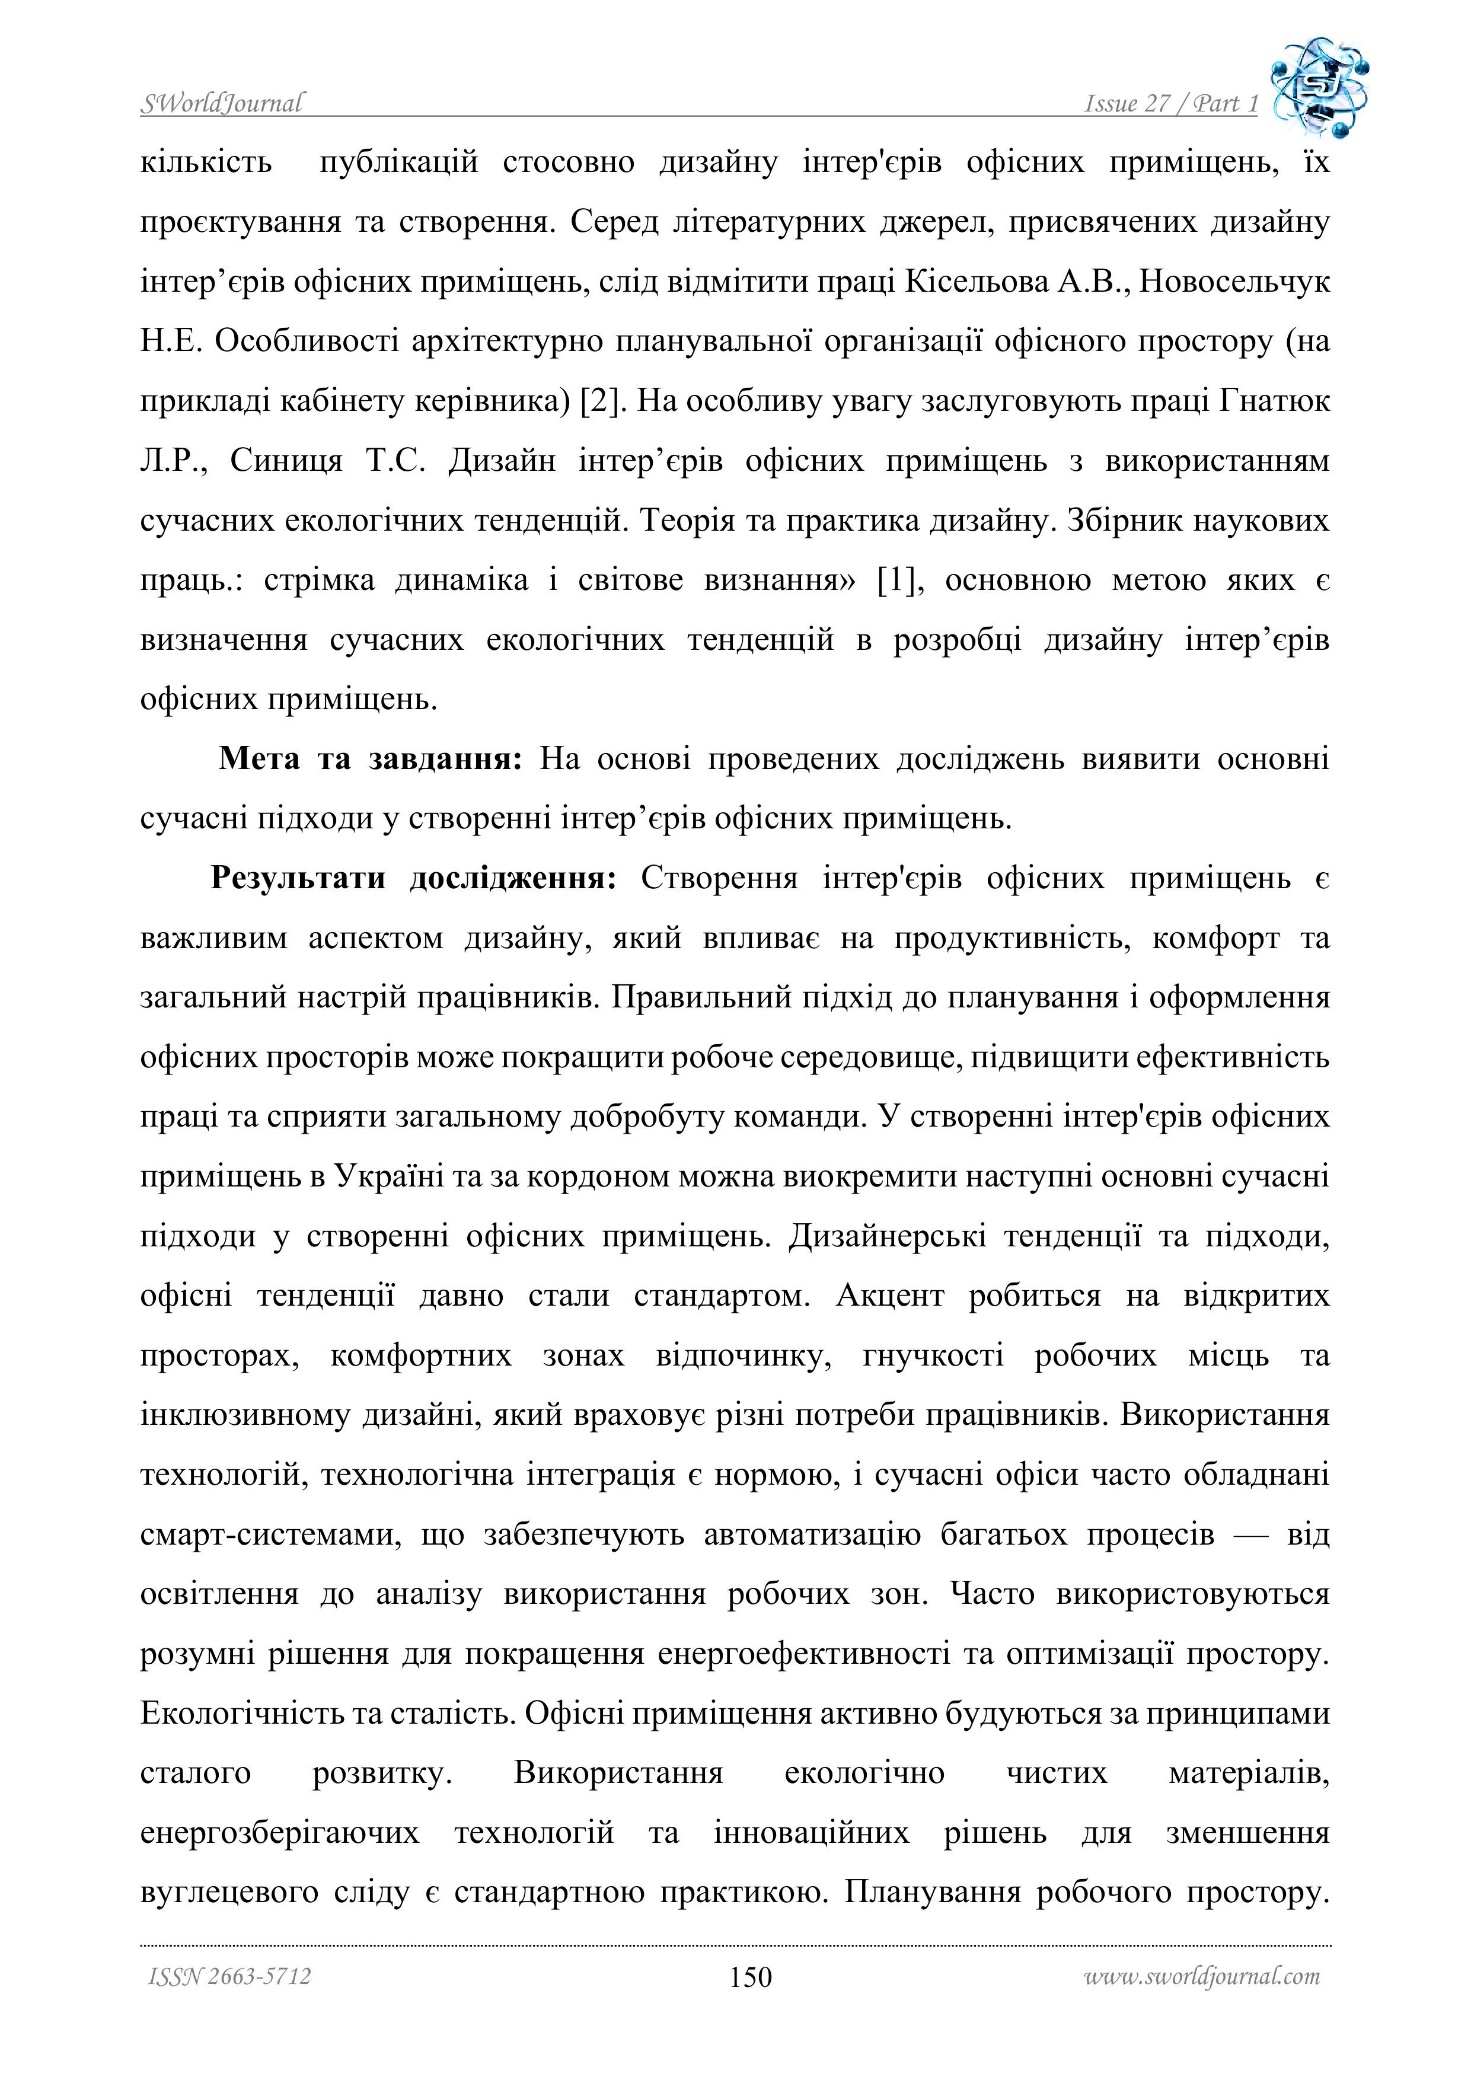 SWorldJournal Issue 27 / Part 1
SJ
кількість публікацій стосовно дизайну інтер'єрів офісних приміщень, їх
проєктування та створення. Серед літературних джерел, присвячених дизайну
інтер’єрів офісних приміщень, слід відмітити праці Кісельова А.В., Новосельчук
Н.Е. Особливості архітектурно планувальної організації офісного простору (на
прикладі кабінету керівника) [2]. На особливу увагу заслуговують праці Гнатюк
Л.Р., Синиця Т.С. Дизайн інтер’єрів офісних приміщень з використанням
сучасних екологічних тенденцій. Теорія та практика дизайну. Збірник наукових
праць.: стрімка динаміка і світове визнання» [1], основною метою яких є
визначення сучасних екологічних тенденцій в розробці дизайну інтер’єрів
офісних приміщень.
Мета та завдання: На основі проведених досліджень виявити основні
сучасні підходи у створенні інтер’єрів офісних приміщень.
Результати дослідження: Створення інтер'єрів офісних приміщень є
важливим аспектом дизайну, який впливає на продуктивність, комфорт та
загальний настрій працівників. Правильний підхід до планування і оформлення
офісних просторів може покращити робоче середовище, підвищити ефективність
праці та сприяти загальному добробуту команди. У створенні інтер'єрів офісних
приміщень в Україні та за кордоном можна виокремити наступні основні сучасні
підходи у створенні офісних приміщень. Дизайнерські тенденції та підходи,
офісні тенденції давно стали стандартом. Акцент робиться на відкритих
просторах, комфортних зонах відпочинку, гнучкості робочих місць та
інклюзивному дизайні, який враховує різні потреби працівників. Використання
технологій, технологічна інтеграція є нормою, і сучасні офіси часто обладнані
смарт-системами, що забезпечують автоматизацію багатьох процесів — від
освітлення до аналізу використання робочих зон. Часто використовуються
розумні рішення для покращення енергоефективності та оптимізації простору.
Екологічність та сталість. Офісні приміщення активно будуються за принципами
сталого розвитку. Використання екологічно чистих матеріалів,
енергозберігаючих технологій та інноваційних рішень для зменшення
вуглецевого сліду є стандартною практикою. Планування робочого простору.
ISSN 2663-5712 150 www.sworldjournal.com